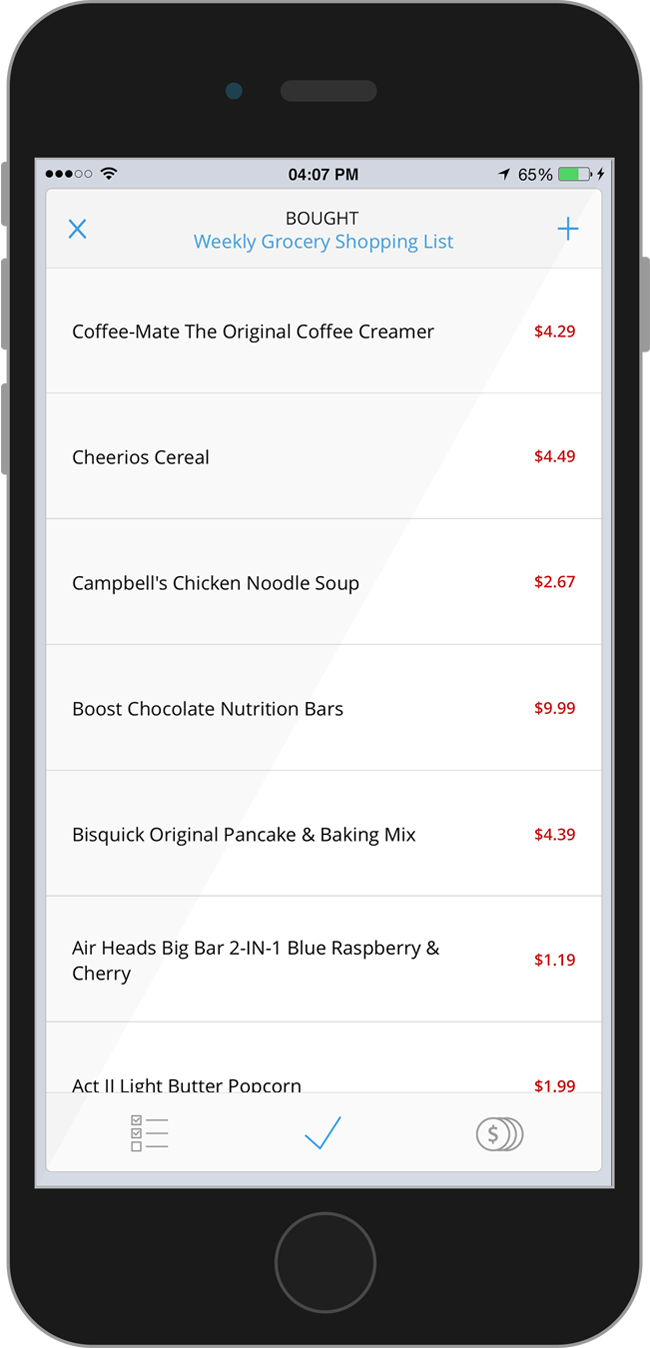 04:07 PM 65%
BOUGHT
Weekly Grocery Shopping List
Coffee-Mate The Original Coffee Creamer $4.29
Cheerios Cereal $4.49
Campbell's Chicken Noodle Soup $2.67
Boost Chocolate Nutrition Bars $9.99
Bisquick Original Pancake & Baking Mix $4.39
Air Heads Big Bar 2-IN-1 Blue Raspberry &
Cherry $1.19
Act II Light Butter Popcorn $1.99
$